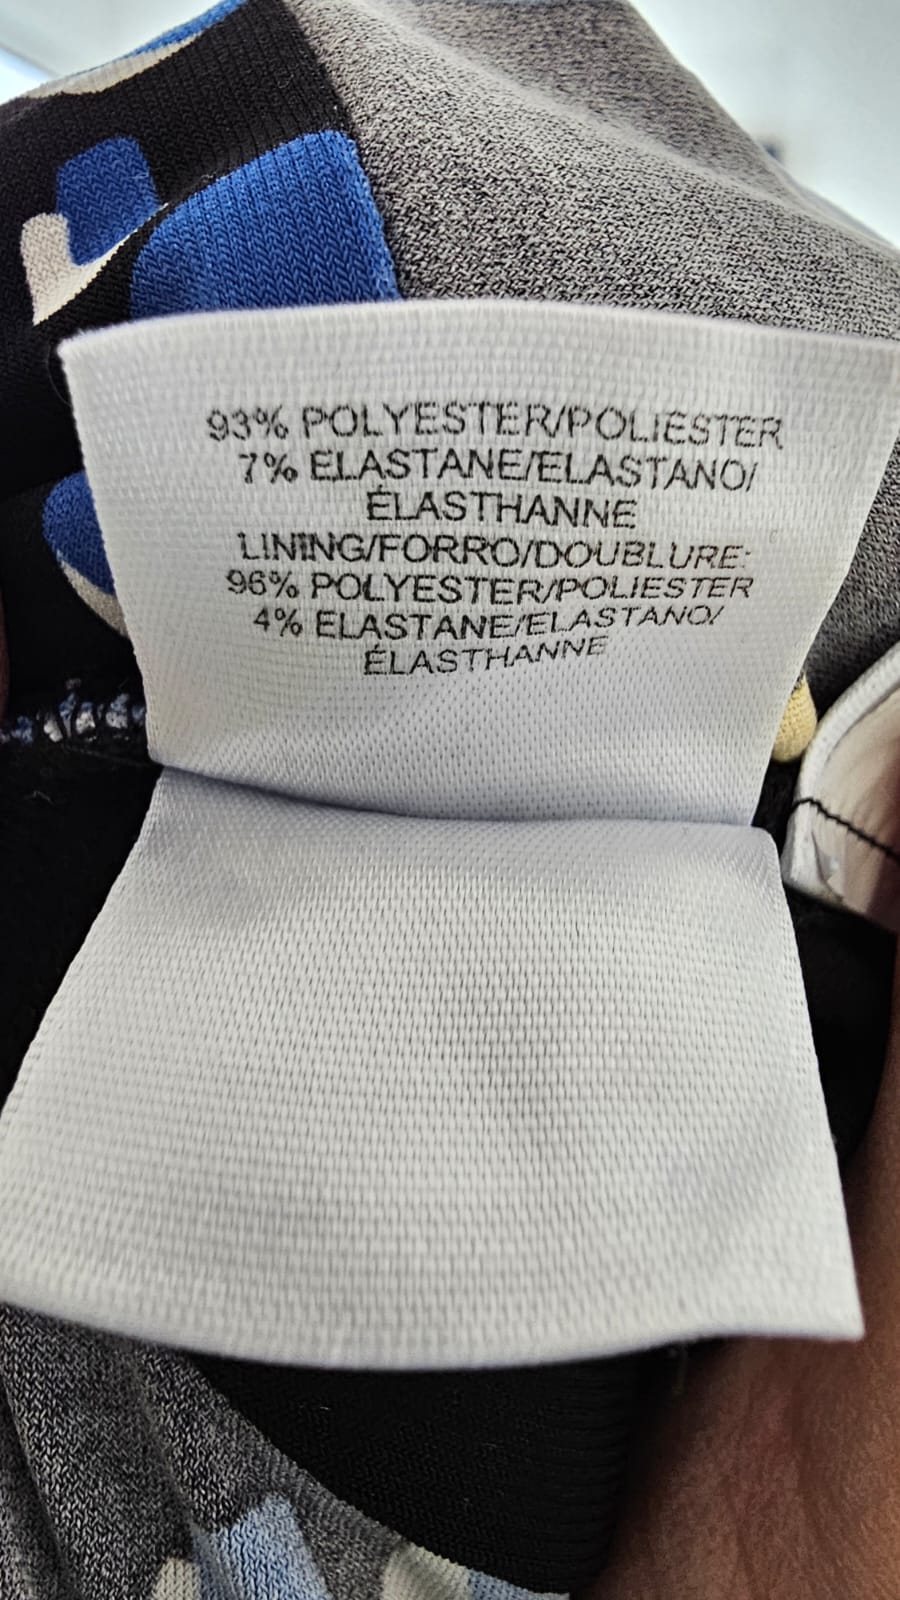 93% POLYESTER/POLIESTER
7% ELASTANE/ELASTANO/
ÉLASTHANNE
LINING/FORRO/DOUBLURE:
96% POLYESTER/POLIESTER
4% ELASTANE/ELASTANO/
ÉLASTHANNE